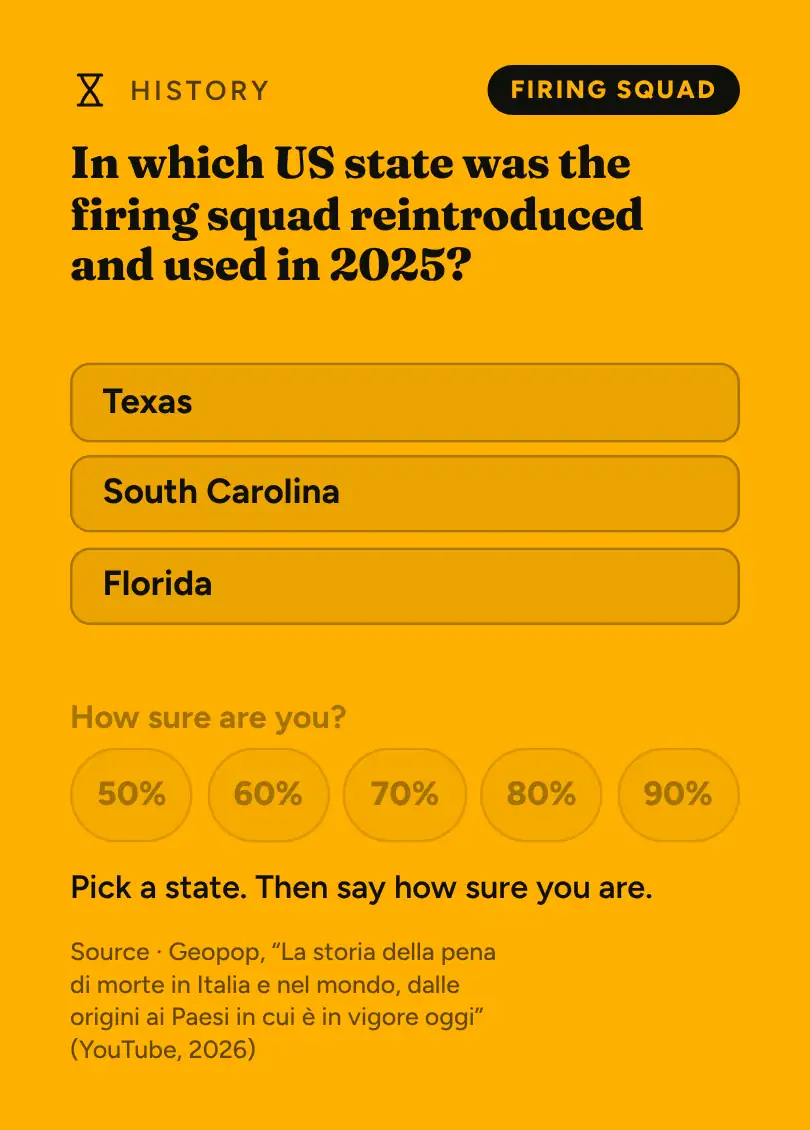 HISTORY
FIRING SQUAD
In which US state was the
firing squad reintroduced
and used in 2025?
Texas
South Carolina
Florida
How sure are you?
50% 60% 70% 80% 90%
Pick a state. Then say how sure you are.
Source · Geopop, “La storia della pena
di morte in Italia e nel mondo, dalle
origini ai Paesi in cui è in vigore oggi”
(YouTube, 2026)